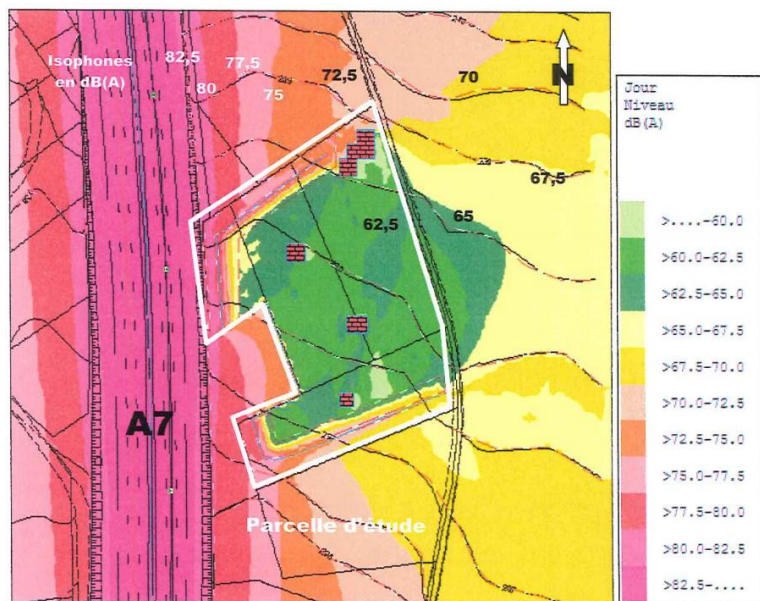 Isophones
en dB(A)
82,5
80
77,5
75
72,5
70
N
67,5
65
62,5
A7
Parcelle d'étude
Jour
Niveau
dB(A)
>....-60.0
>60.0-62.5
>62.5-65.0
>65.0-67.5
>67.5-70.0
>70.0-72.5
>72.5-75.0
>75.0-77.5
>77.5-80.0
>80.0-82.5
>82.5-....